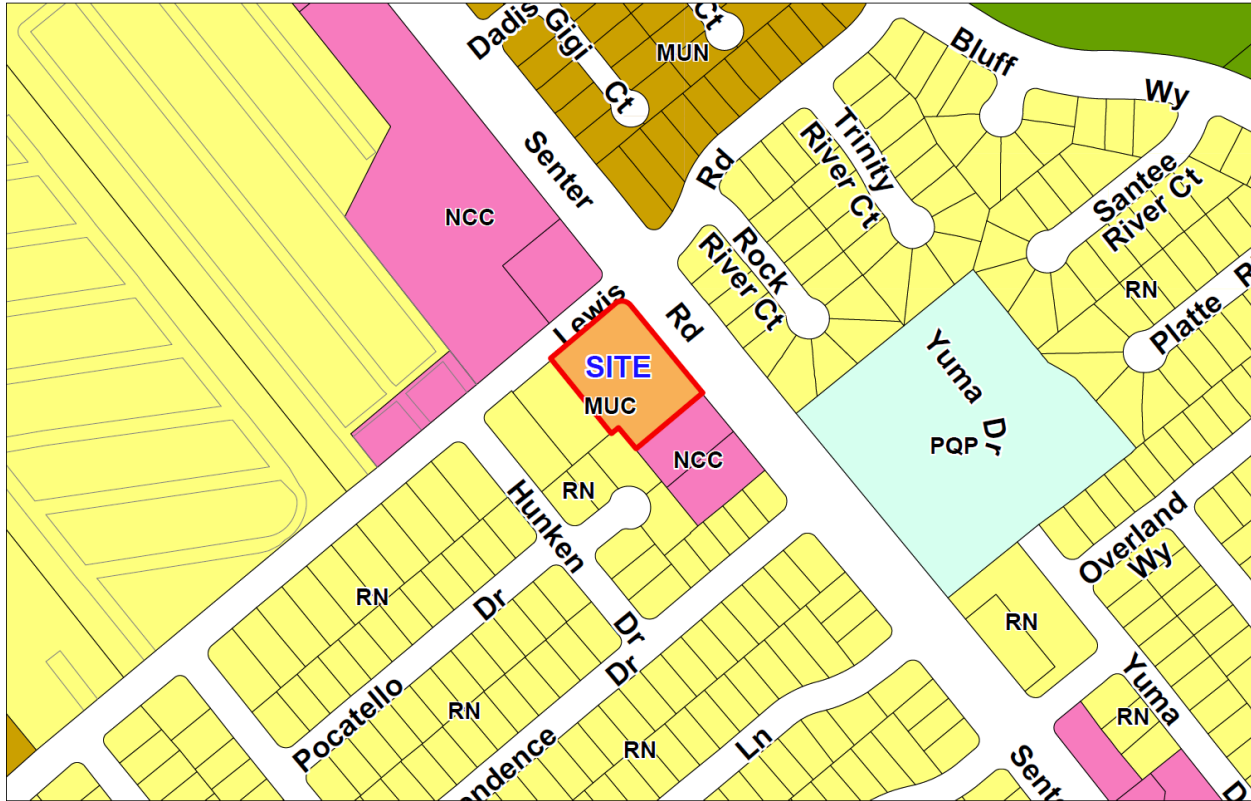 Dadis
Gigi
Ct
Ct
MUN
Bluff
Wy
Senter
Rd
Trinity
River Ct
Santee
River Ct
NCC
Rock
River Ct
RN
Platte R
Lewis
Rd
SITE
MUC
Yuma
Dr
PQP
NCC
RN
Hunken
Dr
Overland
Wy
RN
Dr
RN
Yuma
Pocatello
RN
Dr
RN
endence
RN
Ln
Sente
D